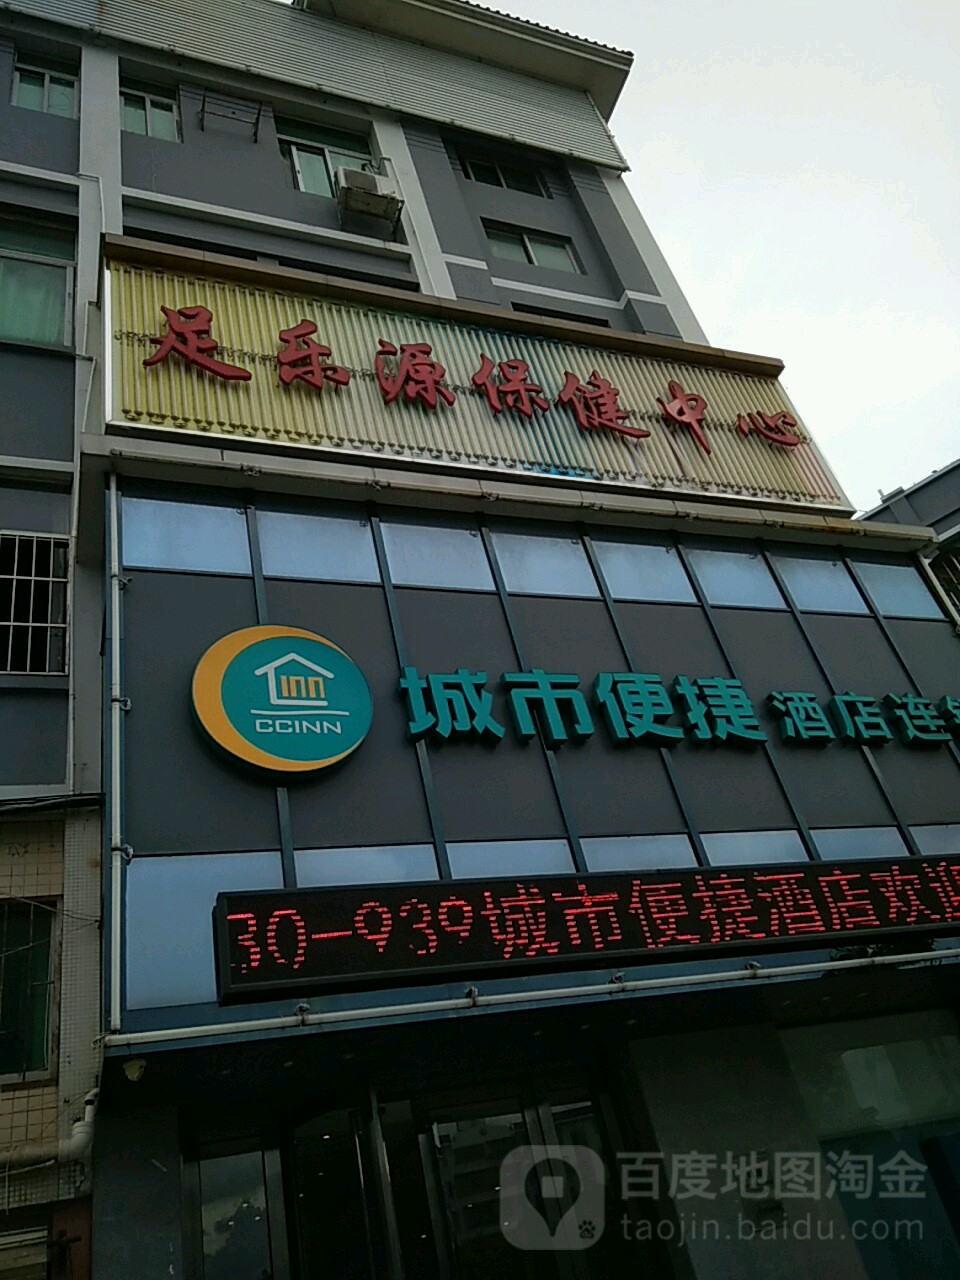 足乐源保健中心
inn
CCINN
城市便捷酒店连
30-939城市便捷酒店欢迎
百度地图淘金
taojin.baidu.com